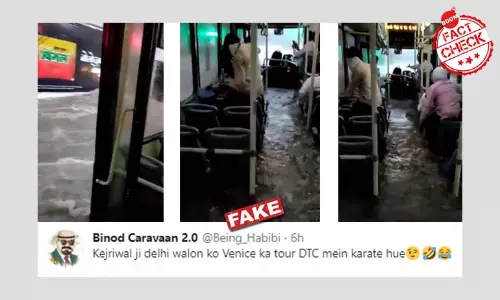 BOOM
FACT
CHECK
FAKE
Binod Caravaan 2.0 @Being_Habibi · 6h
Kejriwal ji delhi walon ko Venice ka tour DTC mein karate hue😉🤣😂